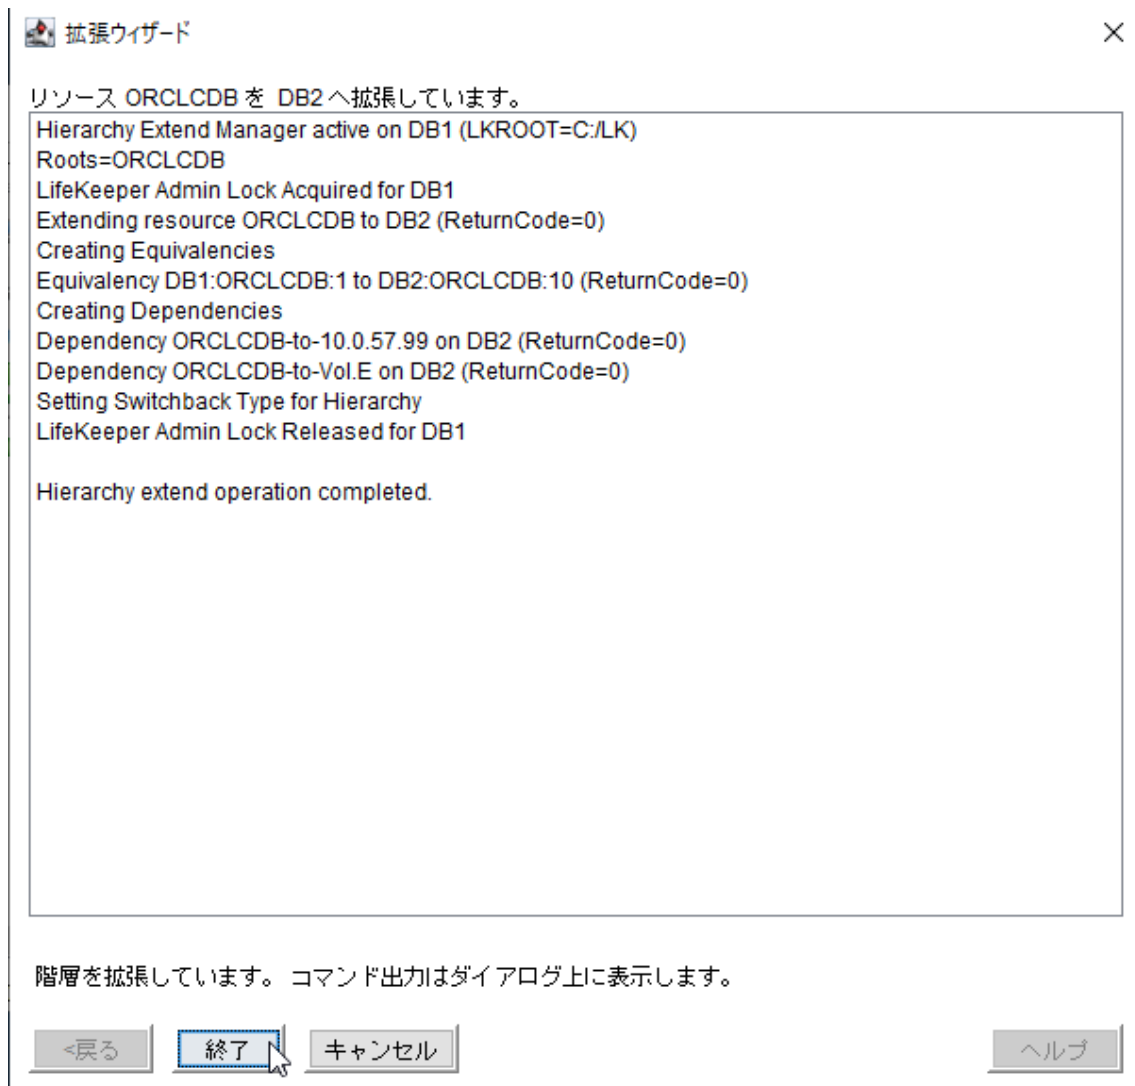 拡張ウィザード
リソース ORCLCDB を DB2 へ拡張しています。
Hierarchy Extend Manager active on DB1 (LKROOT=C:/LK)
Roots=ORCLCDB
LifeKeeper Admin Lock Acquired for DB1
Extending resource ORCLCDB to DB2 (ReturnCode=0)
Creating Equivalencies
Equivalency DB1:ORCLCDB:1 to DB2:ORCLCDB:10 (ReturnCode=0)
Creating Dependencies
Dependency ORCLCDB-to-10.0.57.99 on DB2 (ReturnCode=0)
Dependency ORCLCDB-to-Vol.E on DB2 (ReturnCode=0)
Setting Switchback Type for Hierarchy
LifeKeeper Admin Lock Released for DB1
Hierarchy extend operation completed.
階層を拡張しています。 コマンド出力はダイアログ上に表示します。
<戻る 終了 キャンセル ヘルプ